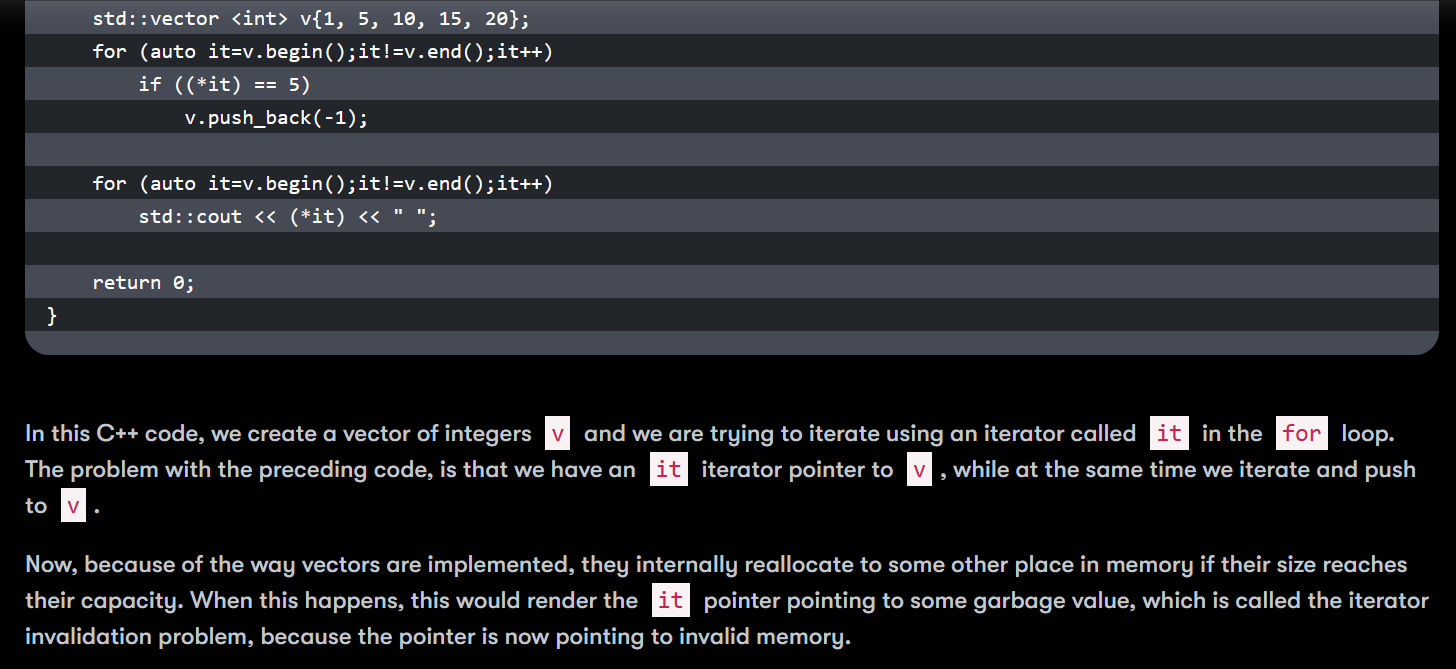 std::vector <int> v{1, 5, 10, 15, 20};
    for (auto it=v.begin();it!=v.end();it++)
        if ((*it) == 5)
            v.push_back(-1);
    for (auto it=v.begin();it!=v.end();it++)
        std::cout << (*it) << " ";
    return 0;
}
In this C++ code, we create a vector of integers v and we are trying to iterate using an iterator called it in the for loop.
The problem with the preceding code, is that we have an it iterator pointer to v , while at the same time we iterate and push
to v .
Now, because of the way vectors are implemented, they internally reallocate to some other place in memory if their size reaches
their capacity. When this happens, this would render the it pointer pointing to some garbage value, which is called the iterator
invalidation problem, because the pointer is now pointing to invalid memory.